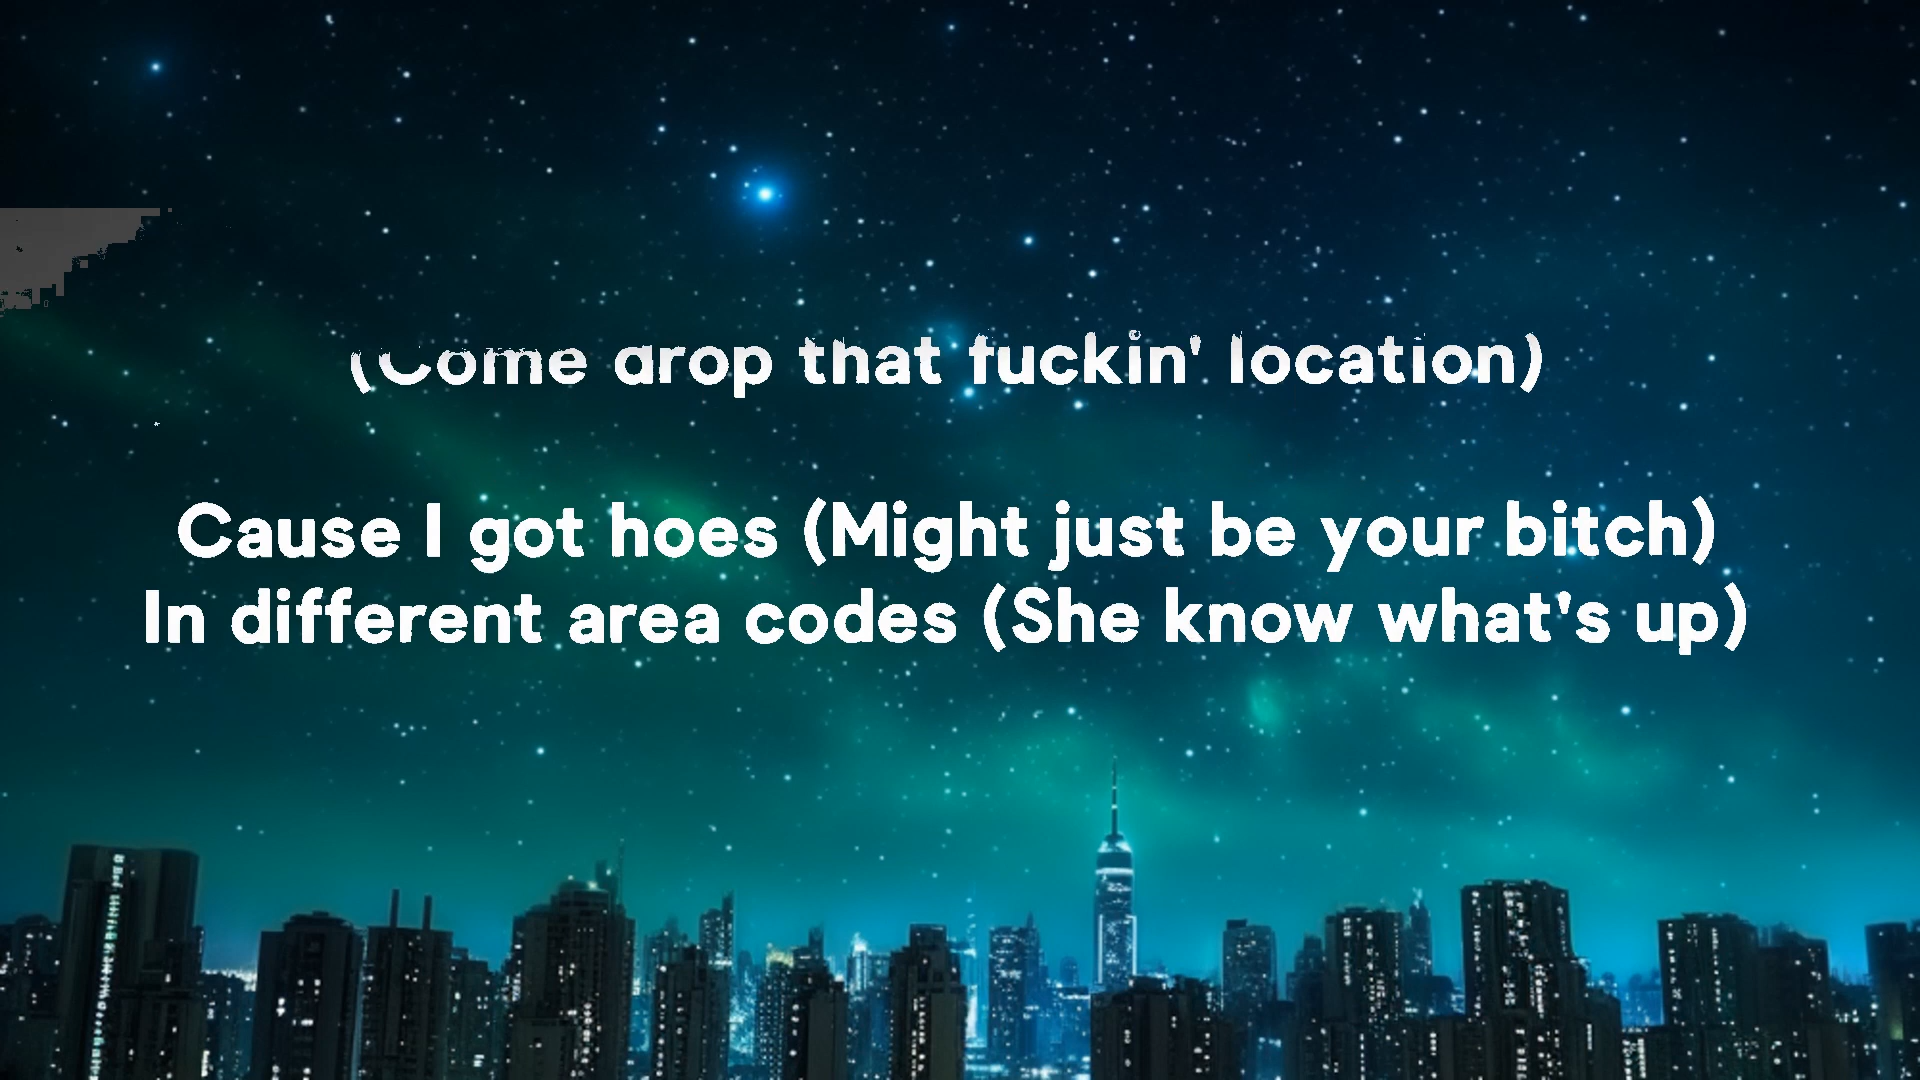 (Come drop that fuckin' location)
Cause I got hoes (Might just be your bitch)
In different area codes (She know what's up)